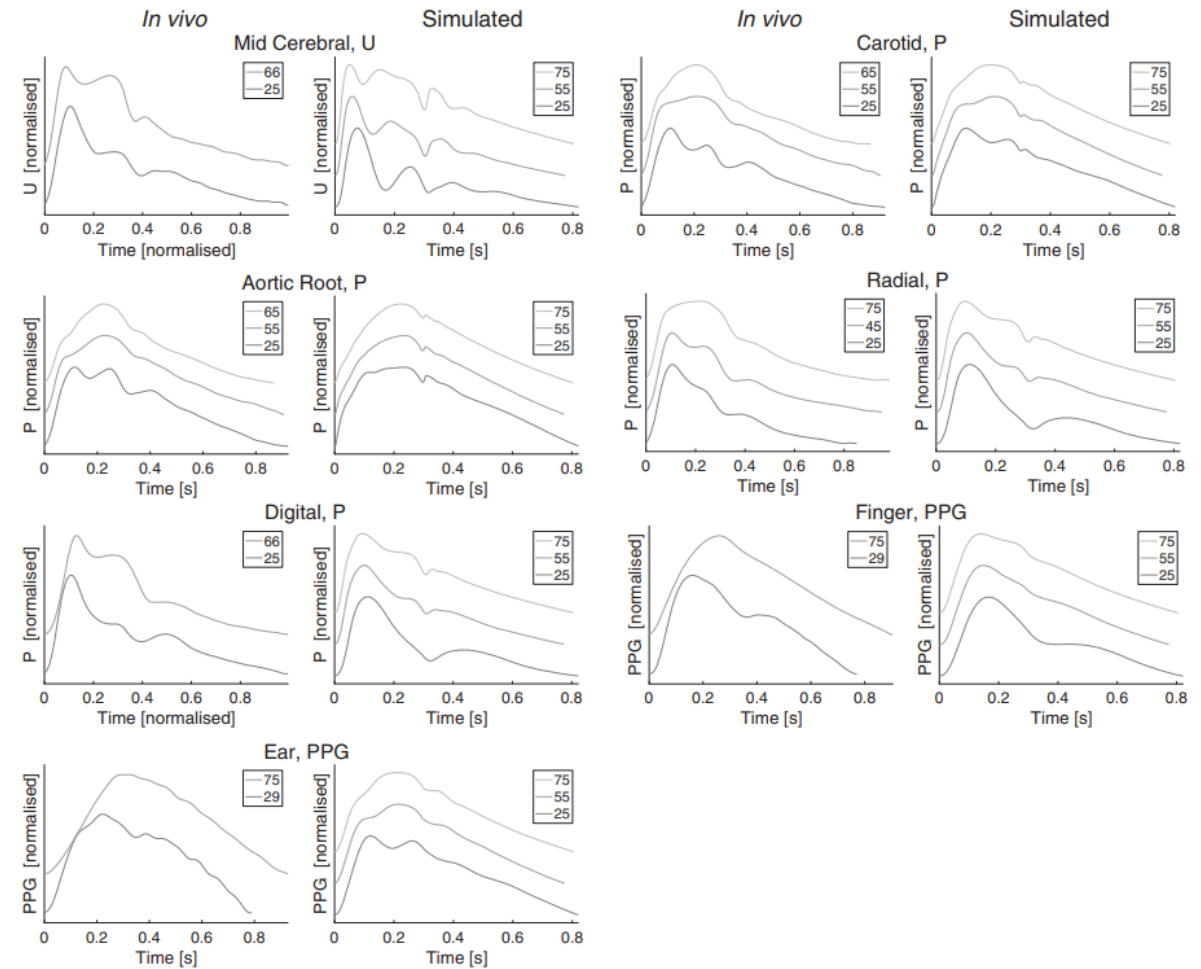 In vivo Simulated In vivo Simulated
Mid Cerebral, U
U [normalised]
66
25
0 0.2 0.4 0.6 0.8
Time [normalised]
U [normalised]
75
55
25
0 0.2 0.4 0.6 0.8
Time [s]
Carotid, P
P [normalised]
65
55
25
0 0.2 0.4 0.6 0.8
Time [s]
P [normalised]
75
55
25
0 0.2 0.4 0.6 0.8
Time [s]
Aortic Root, P
P [normalised]
65
55
25
0 0.2 0.4 0.6 0.8
Time [s]
P [normalised]
75
55
25
0 0.2 0.4 0.6 0.8
Time [s]
Radial, P
P [normalised]
75
45
25
0 0.2 0.4 0.6 0.8
Time [s]
P [normalised]
75
55
25
0 0.2 0.4 0.6 0.8
Time [s]
Digital, P
P [normalised]
66
25
0 0.2 0.4 0.6 0.8
Time [normalised]
P [normalised]
75
55
25
0 0.2 0.4 0.6 0.8
Time [s]
Finger, PPG
PPG [normalised]
75
29
0 0.2 0.4 0.6 0.8
Time [s]
PPG [normalised]
75
55
25
0 0.2 0.4 0.6 0.8
Time [s]
Ear, PPG
PPG [normalised]
75
29
0 0.2 0.4 0.6 0.8
Time [s]
PPG [normalised]
75
55
25
0 0.2 0.4 0.6 0.8
Time [s]